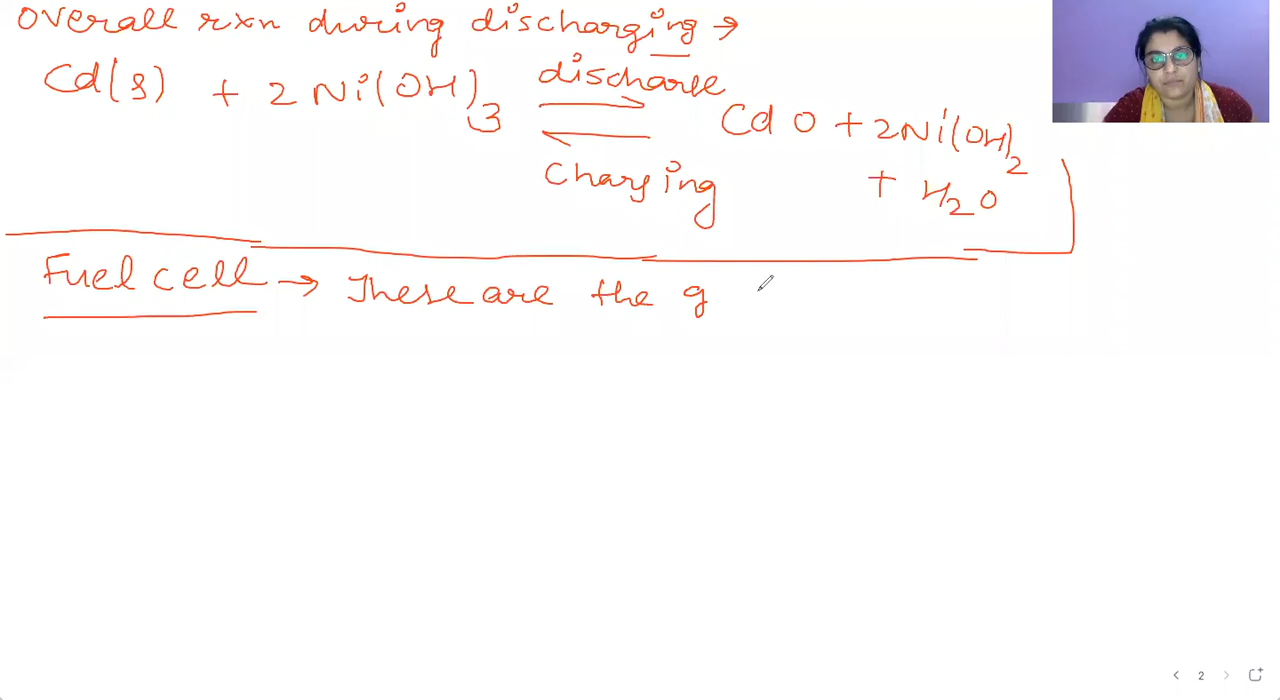 overall rxn during discharging →
Cd(s) + 2Ni(OH)3 discharge CdO + 2Ni(OH)2
charging + H2O
Fuel cell → These are the g
2